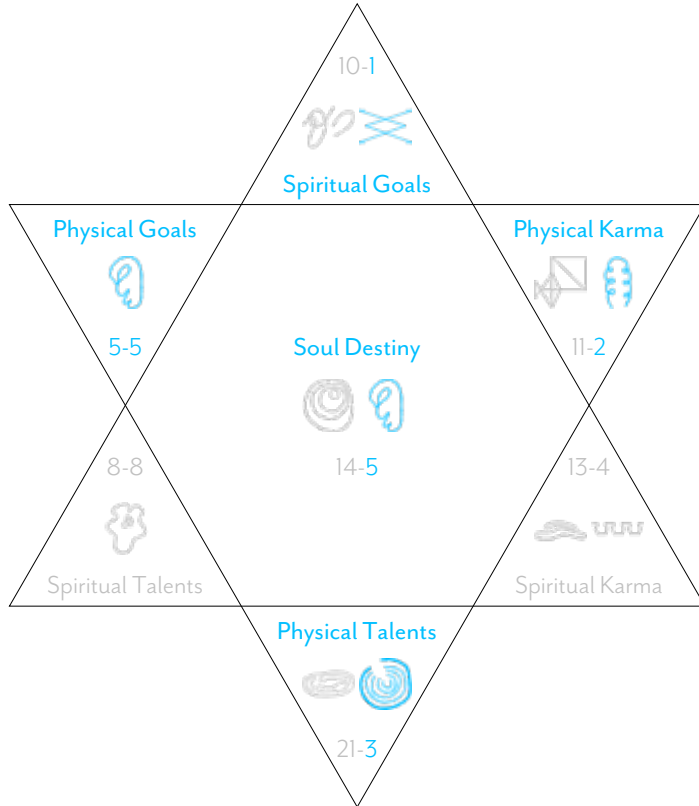 10-1
Spiritual Goals
Physical Goals
5-5
Physical Karma
11-2
Soul Destiny
14-5
8-8
Spiritual Talents
13-4
Spiritual Karma
Physical Talents
21-3